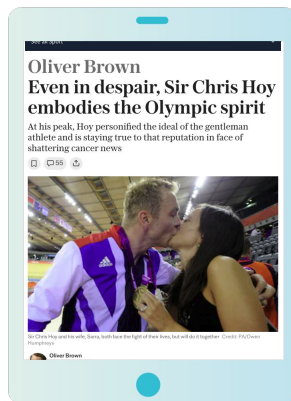 See all Sport
Oliver Brown
Even in despair, Sir Chris Hoy
embodies the Olympic spirit
At his peak, Hoy personified the ideal of the gentleman
athlete and is staying true to that reputation in face of
shattering cancer news
55
Sir Chris Hoy and his wife, Sarra, both face the fight of their lives, but will do it together Credit: PA/Owen
Humphreys
Oliver Brown